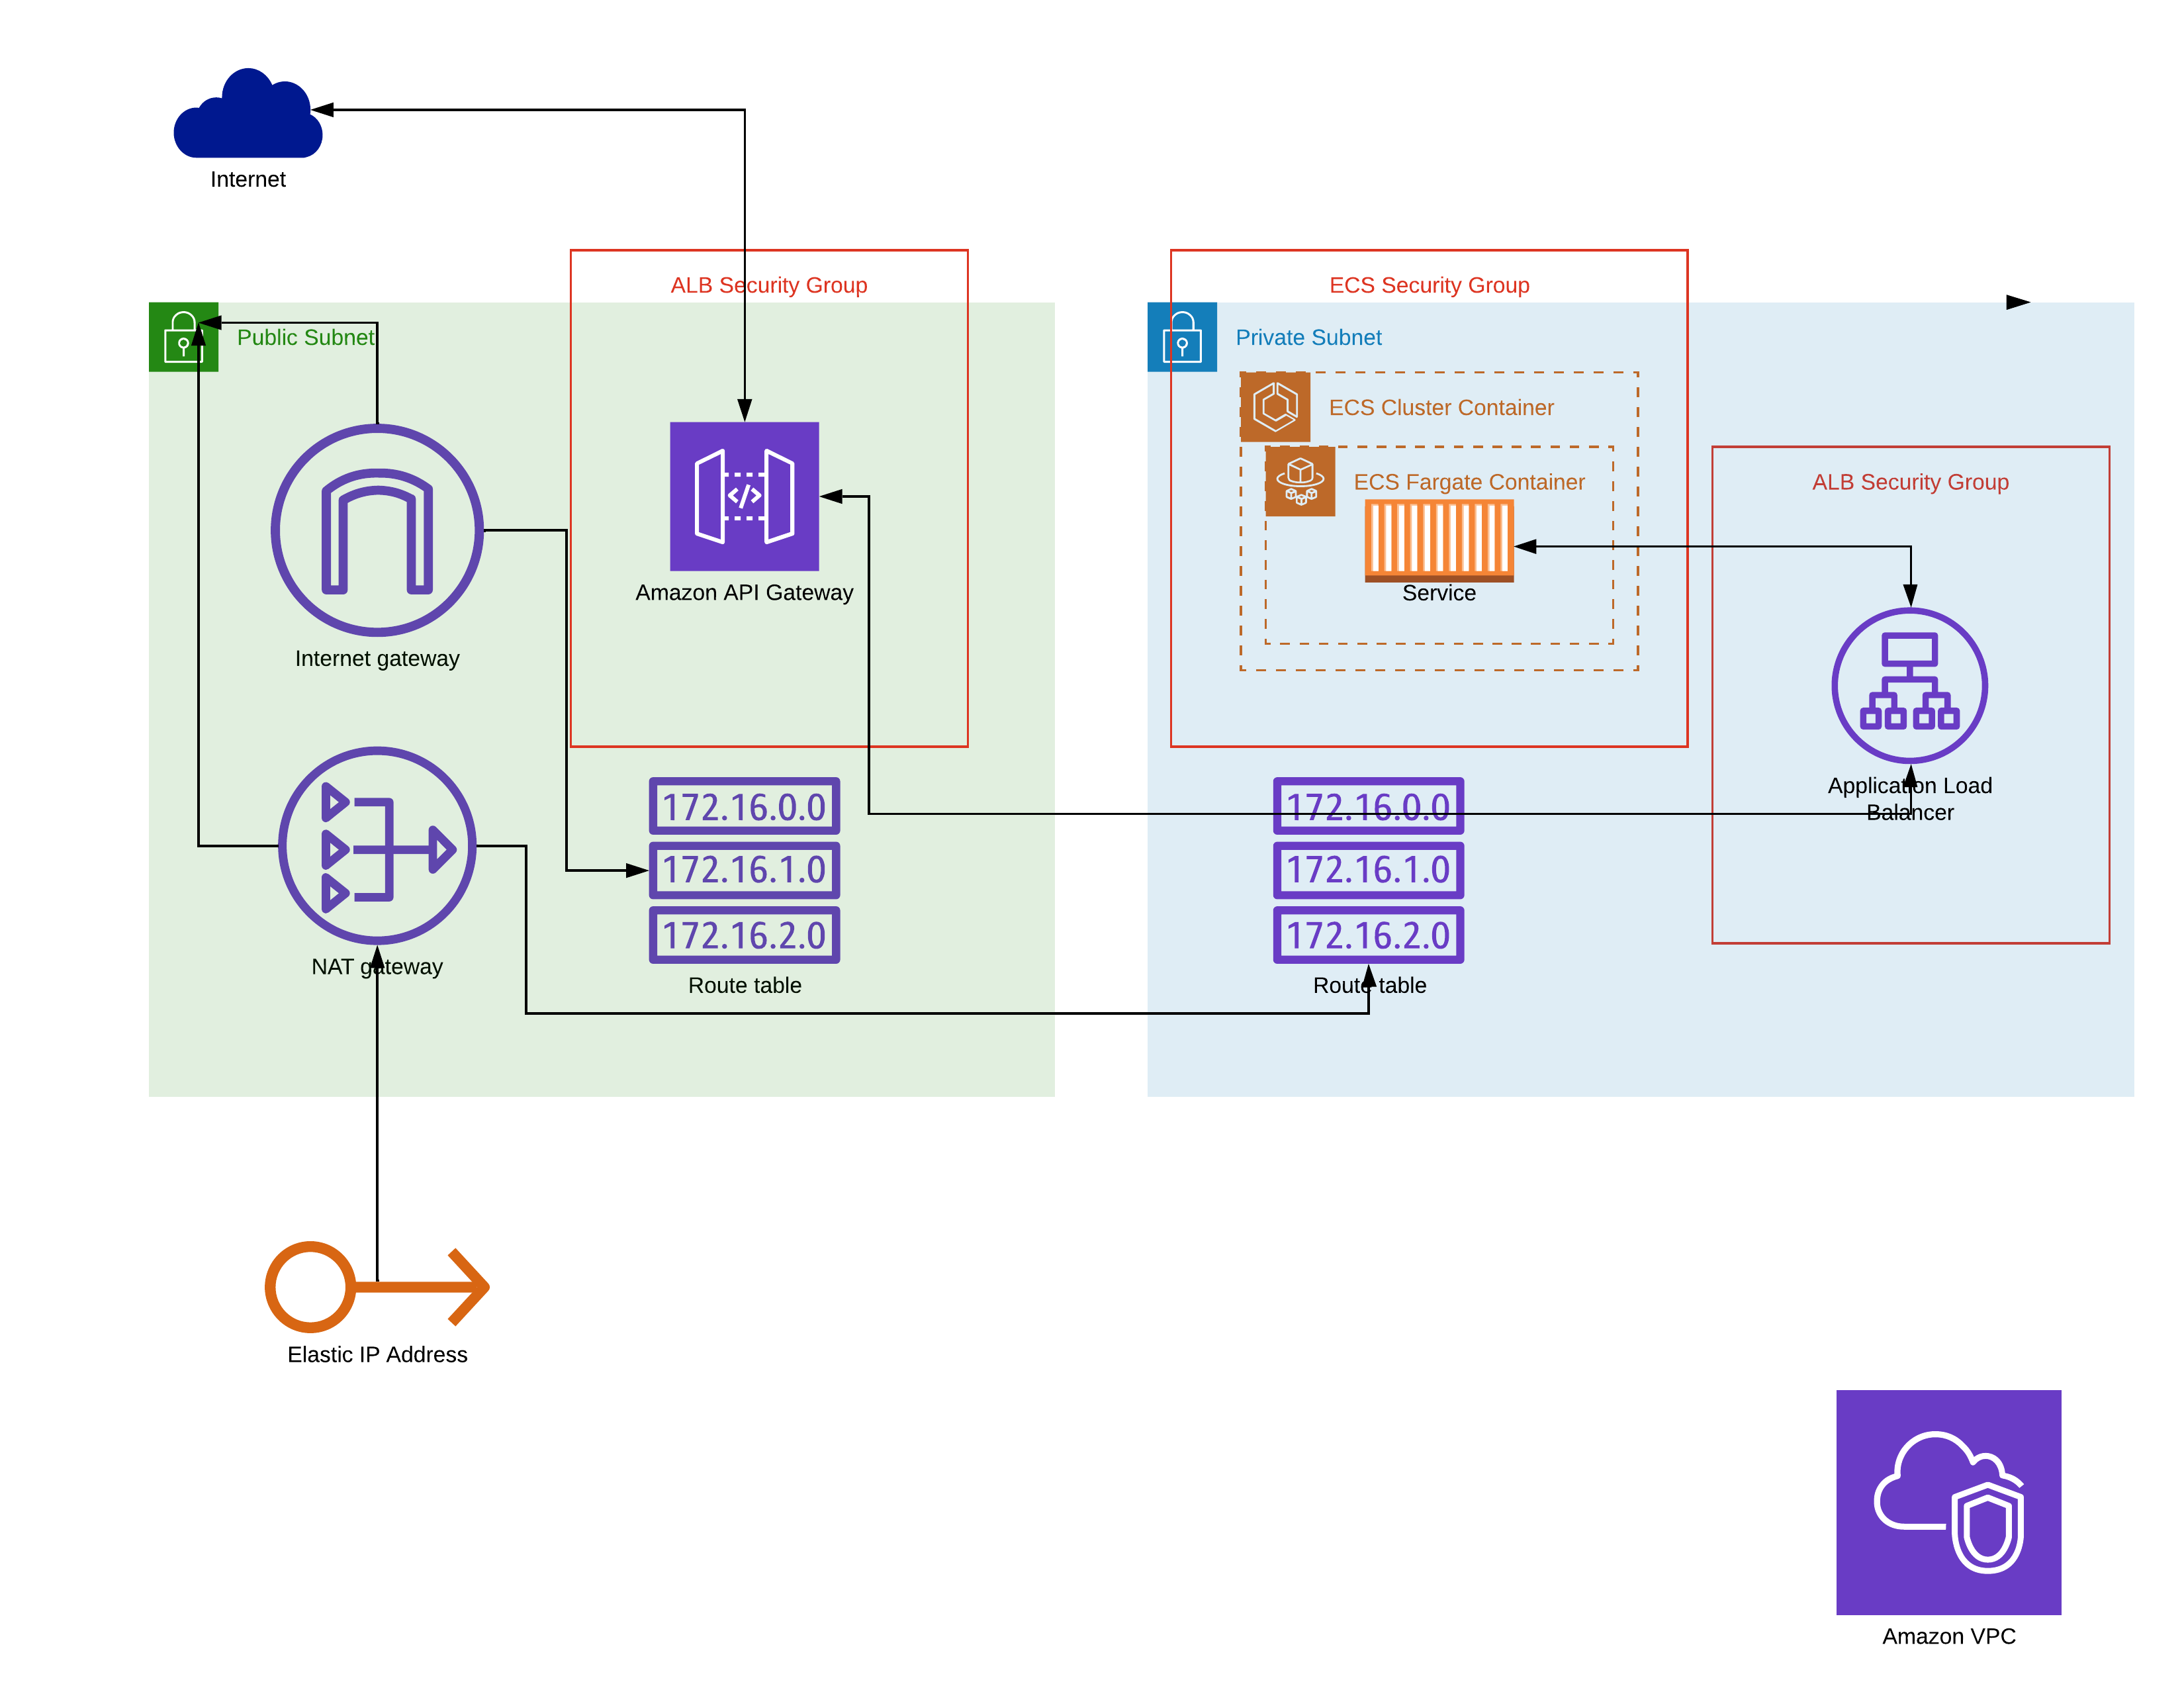 Internet
ALB Security Group
ECS Security Group
Public Subnet
Private Subnet
ECS Cluster Container
ECS Fargate Container
ALB Security Group
Amazon API Gateway
Service
Internet gateway
Application Load
Balancer
172.16.0.0
172.16.1.0
172.16.2.0
Route table
172.16.0.0
172.16.1.0
172.16.2.0
Route table
NAT gateway
Elastic IP Address
Amazon VPC